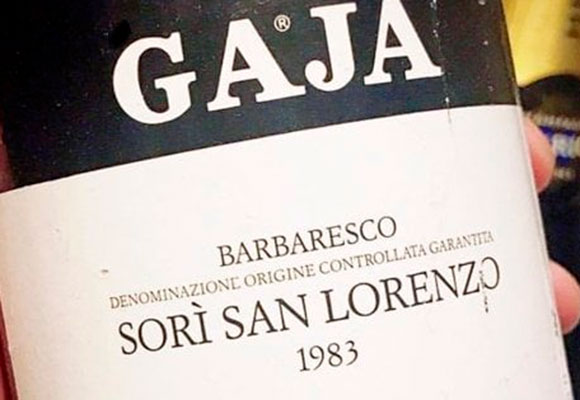 GAJA®
BARBARESCO
DENOMINAZIONE ORIGINE CONTROLLATA GARANTITA
SORÌ SAN LORENZO
1983